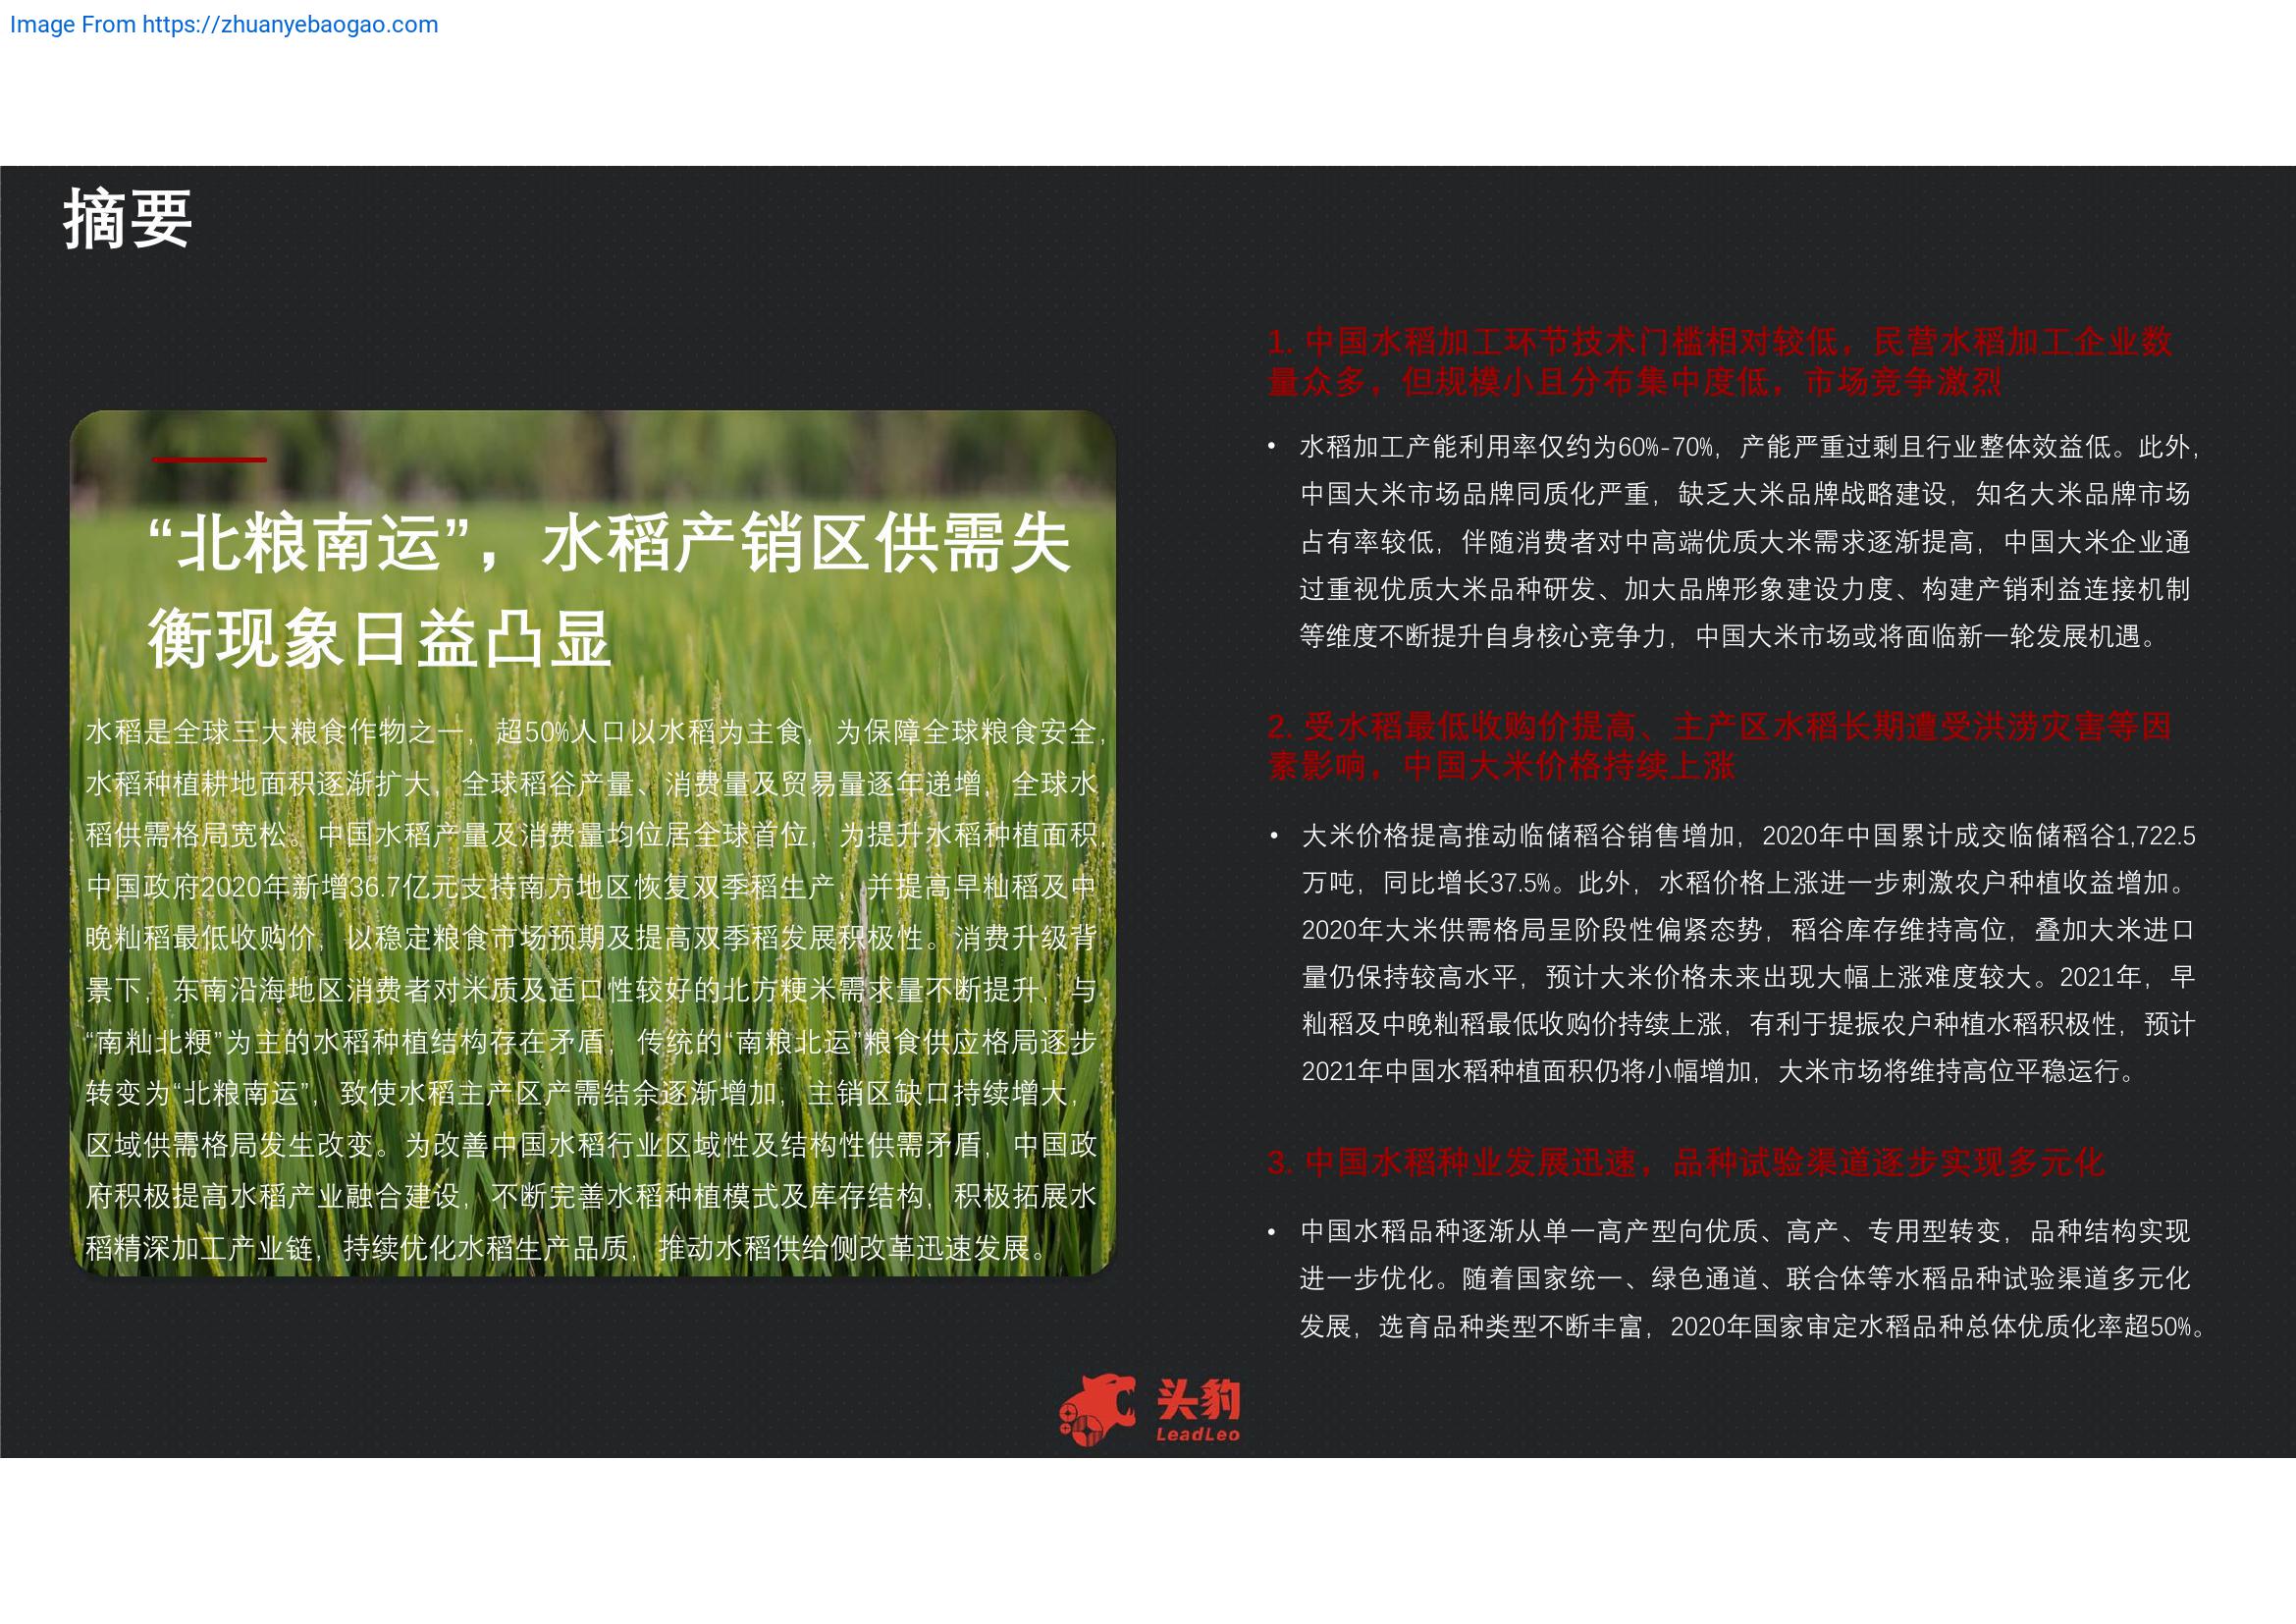 Image From https://zhuanyebaogao.com
摘要
“北粮南运”，水稻产销区供需失
衡现象日益凸显
水稻是全球三大粮食作物之一，超50%人口以水稻为主食，为保障全球粮食安全，
水稻种植耕地面积逐渐扩大，全球稻谷产量、消费量及贸易量逐年递增，全球水
稻供需格局宽松。中国水稻产量及消费量均位居全球首位，为提升水稻种植面积，
中国政府2020年新增36.7亿元支持南方地区恢复双季稻生产，并提高早籼稻及中
晚籼稻最低收购价，以稳定粮食市场预期及提高双季稻发展积极性。消费升级背
景下，东南沿海地区消费者对米质及适口性较好的北方粳米需求量不断提升，与
“南籼北粳”为主的水稻种植结构存在矛盾，传统的“南粮北运”粮食供应格局逐步
转变为“北粮南运”，致使水稻主产区产需结余逐渐增加，主销区缺口持续增大，
区域供需格局发生改变。为改善中国水稻行业区域性及结构性供需矛盾，中国政
府积极提高水稻产业融合建设，不断完善水稻种植模式及库存结构，积极拓展水
稻精深加工产业链，持续优化水稻生产品质，推动水稻供给侧改革迅速发展。
1. 中国水稻加工环节技术门槛相对较低，民营水稻加工企业数
量众多，但规模小且分布集中度低，市场竞争激烈
• 水稻加工产能利用率仅约为60%-70%，产能严重过剩且行业整体效益低。此外，
中国大米市场品牌同质化严重，缺乏大米品牌战略建设，知名大米品牌市场
占有率较低，伴随消费者对中高端优质大米需求逐渐提高，中国大米企业通
过重视优质大米品种研发、加大品牌形象建设力度、构建产销利益连接机制
等维度不断提升自身核心竞争力，中国大米市场或将面临新一轮发展机遇。
2. 受水稻最低收购价提高、主产区水稻长期遭受洪涝灾害等因
素影响，中国大米价格持续上涨
• 大米价格提高推动临储稻谷销售增加，2020年中国累计成交临储稻谷1,722.5
万吨，同比增长37.5%。此外，水稻价格上涨进一步刺激农户种植收益增加。
2020年大米供需格局呈阶段性偏紧态势，稻谷库存维持高位，叠加大米进口
量仍保持较高水平，预计大米价格未来出现大幅上涨难度较大。2021年，早
籼稻及中晚籼稻最低收购价持续上涨，有利于提振农户种植水稻积极性，预计
2021年中国水稻种植面积仍将小幅增加，大米市场将维持高位平稳运行。
3. 中国水稻种业发展迅速，品种试验渠道逐步实现多元化
• 中国水稻品种逐渐从单一高产型向优质、高产、专用型转变，品种结构实现
进一步优化。随着国家统一、绿色通道、联合体等水稻品种试验渠道多元化
发展，选育品种类型不断丰富，2020年国家审定水稻品种总体优质化率超50%。
头豹
LeadLeo